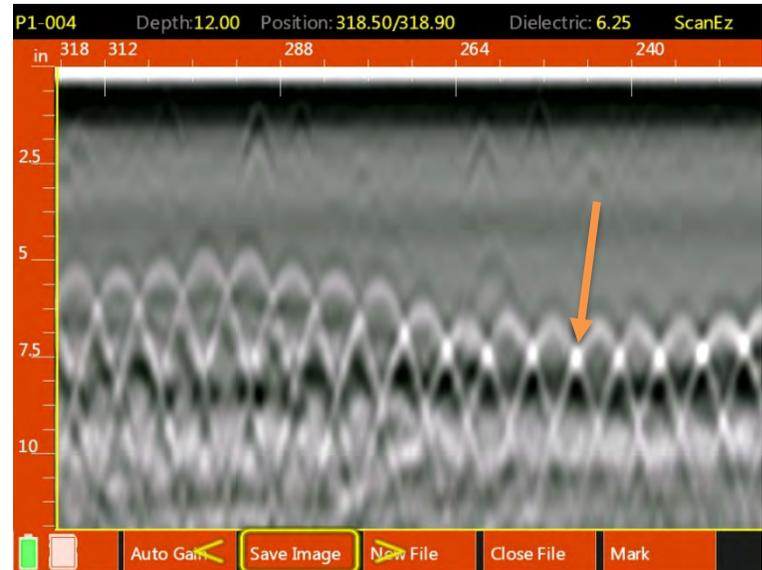 P1-004 Depth:12.00 Position:318.50/318.90 Dielectric:6.25 ScanEz
in 318 312 288 264 240
2.5
5
7.5
10
Auto Gain < Save Image > New File Close File Mark